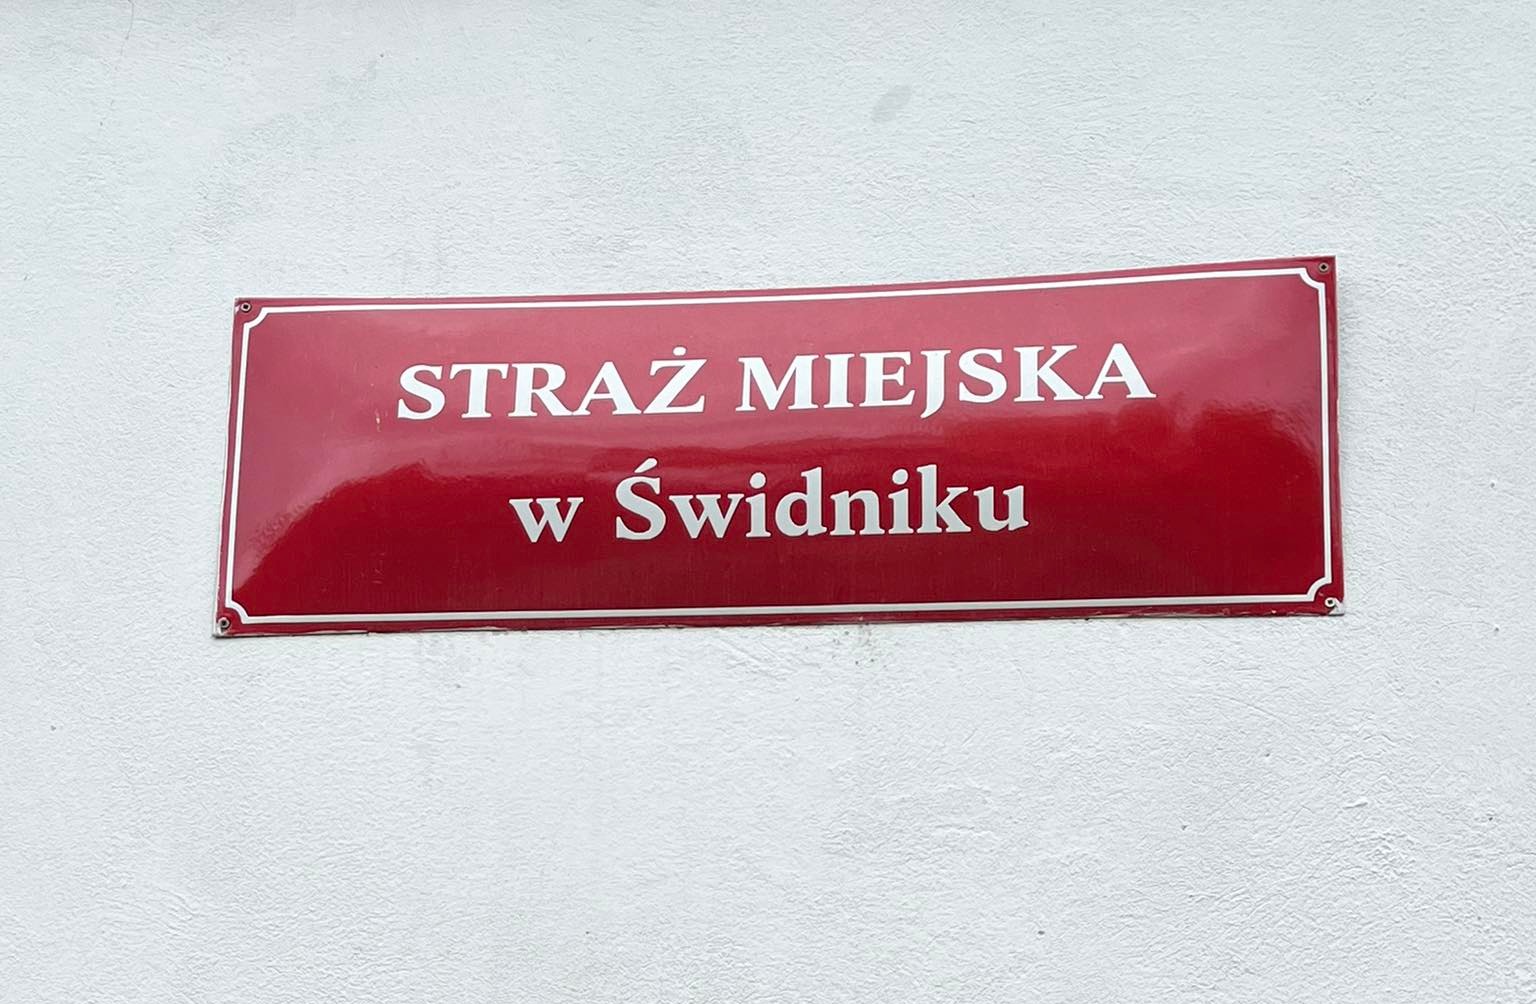 STRAŻ MIEJSKA
w Świdniku